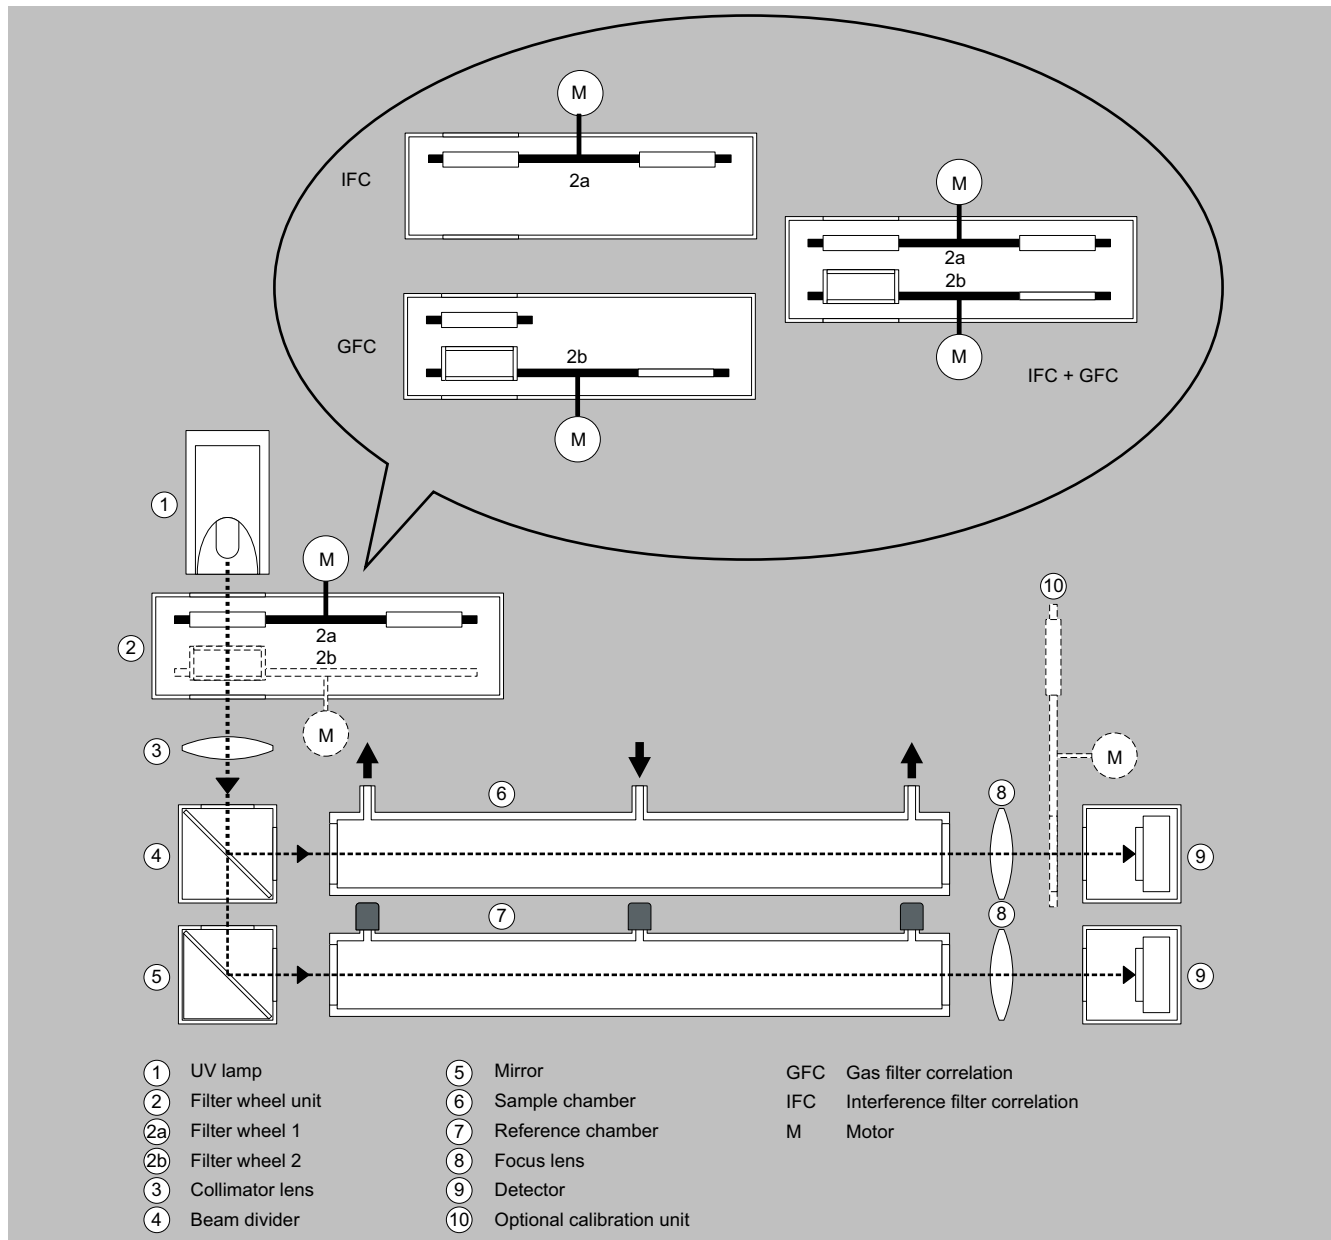 M
IFC
2a
M
2a
2b
GFC
2b
M
IFC + GFC
M
1
M
10
2
2a
2b
M
3
M
6
8
4
9
7
8
5
9
1 UV lamp
2 Filter wheel unit
2a Filter wheel 1
2b Filter wheel 2
3 Collimator lens
4 Beam divider
5 Mirror
6 Sample chamber
7 Reference chamber
8 Focus lens
9 Detector
10 Optional calibration unit
GFC Gas filter correlation
IFC Interference filter correlation
M Motor